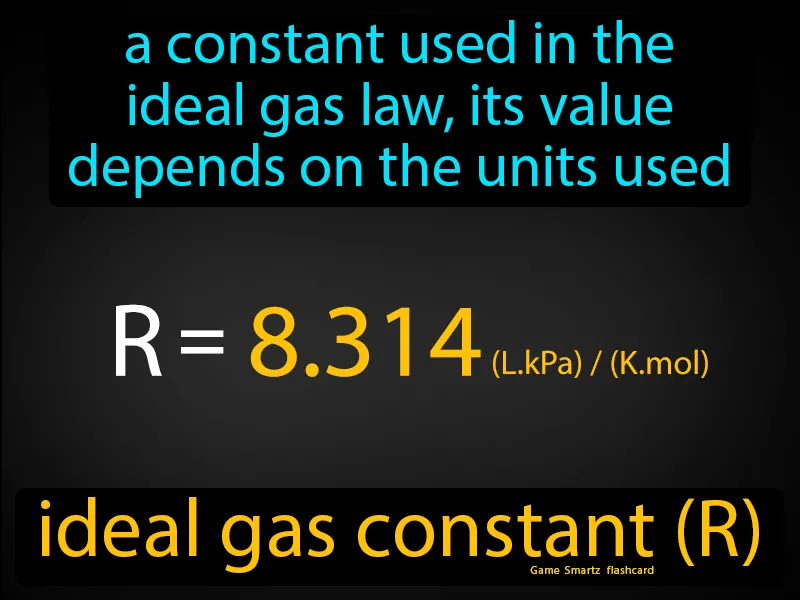 a constant used in the
ideal gas law, its value
depends on the units used
R = 8.314 (L.kPa) / (K.mol)
ideal gas constant (R)
Game Smartz flashcard